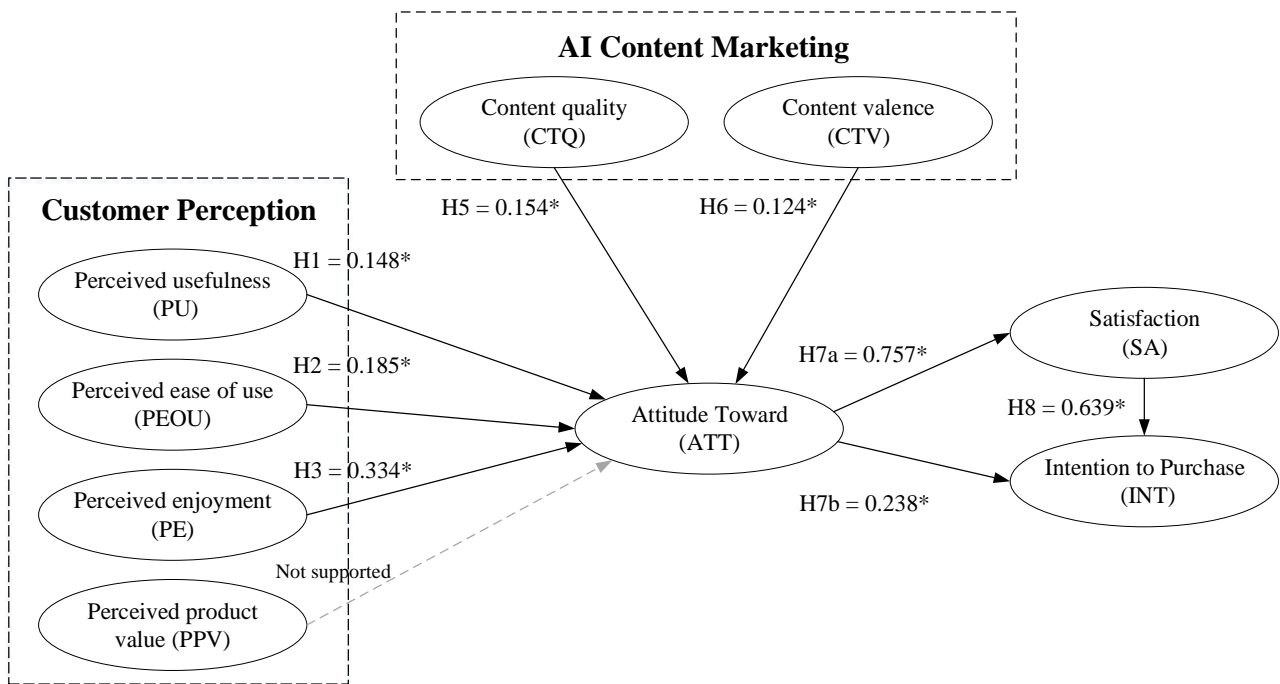 AI Content Marketing
Content quality
(CTQ)
Content valence
(CTV)
H5 = 0.154*
H6 = 0.124*
Customer Perception
H1 = 0.148*
Perceived usefulness
(PU)
H2 = 0.185*
Perceived ease of use
(PEOU)
H3 = 0.334*
Perceived enjoyment
(PE)
Not supported
Perceived product
value (PPV)
Attitude Toward
(ATT)
H7a = 0.757*
H7b = 0.238*
Satisfaction
(SA)
H8 = 0.639*
Intention to Purchase
(INT)